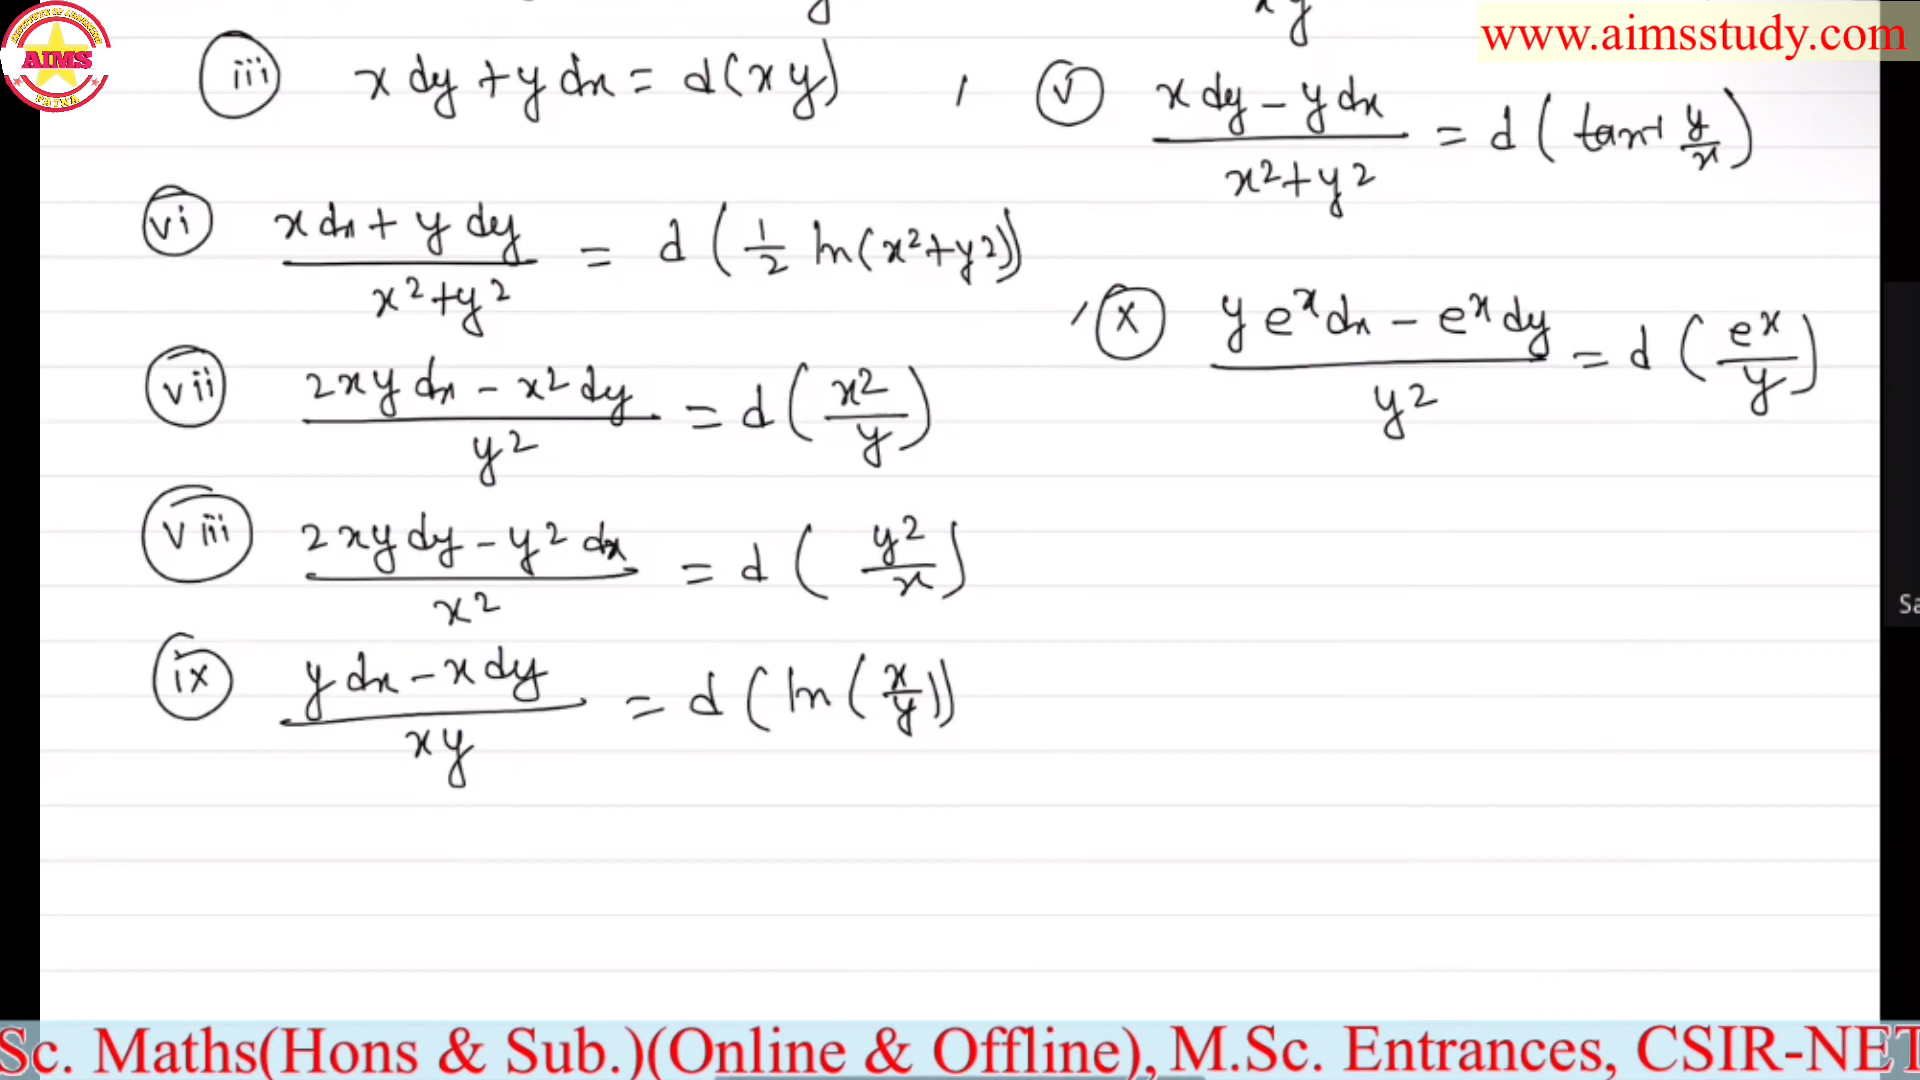 AIMS
PATNA
www.aimsstudy.com
(iii) x dy + y dx = d(xy) , (v) (x dy - y dx)/(x²+y²) = d(tan⁻¹ y/x)
(vi) (x dx + y dy)/(x²+y²) = d(1/2 ln(x²+y²))
, (x) (y eˣ dx - eˣ dy)/y² = d(eˣ/y)
(vii) (2xy dx - x² dy)/y² = d(x²/y)
(viii) (2xy dy - y² dx)/x² = d(y²/x)
Sa
(ix) (y dx - x dy)/xy = d(ln(x/y))
Sc. Maths(Hons & Sub.)(Online & Offline), M.Sc. Entrances, CSIR-NET